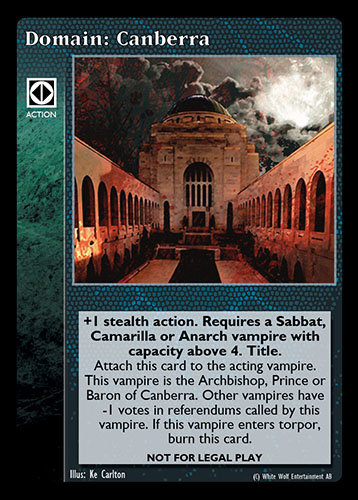 Domain: Canberra
ACTION
+1 stealth action. Requires a Sabbat,
Camarilla or Anarch vampire with
capacity above 4. Title.
Attach this card to the acting vampire.
This vampire is the Archbishop, Prince or
Baron of Canberra. Other vampires have
-1 votes in referendums called by this
vampire. If this vampire enters torpor,
burn this card.
NOT FOR LEGAL PLAY
Illus: Ke Carlton
(C) White Wolf Entertainment AB